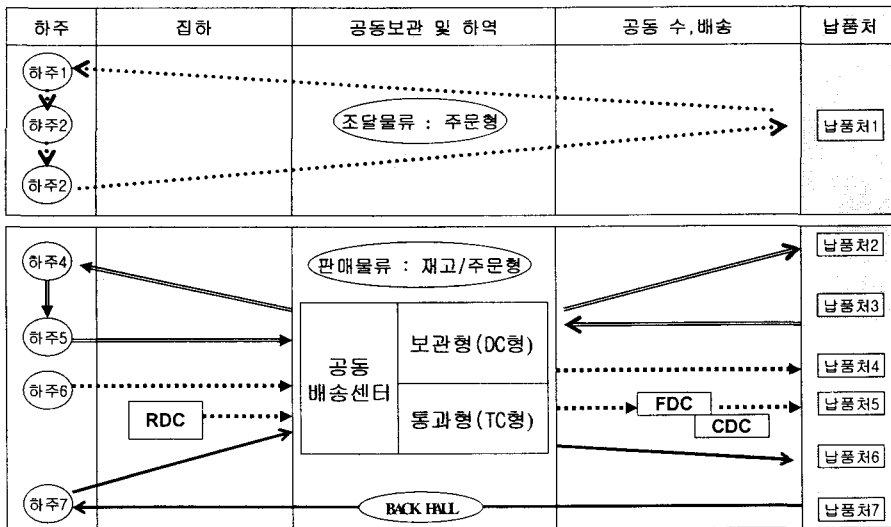 하주 집하 공동보관 및 하역 공동 수,배송 납품처
하주1
하주2
하주2
조달물류 : 주문형
납품처1
하주4
판매물류 : 재고/주문형
납품처2
납품처3
하주5
공동
배송센터
보관형(DC형)
하주6
납품처4
RDC
통과형(TC형)
FDC
CDC
납품처5
납품처6
하주7
BACK HALL
납품처7